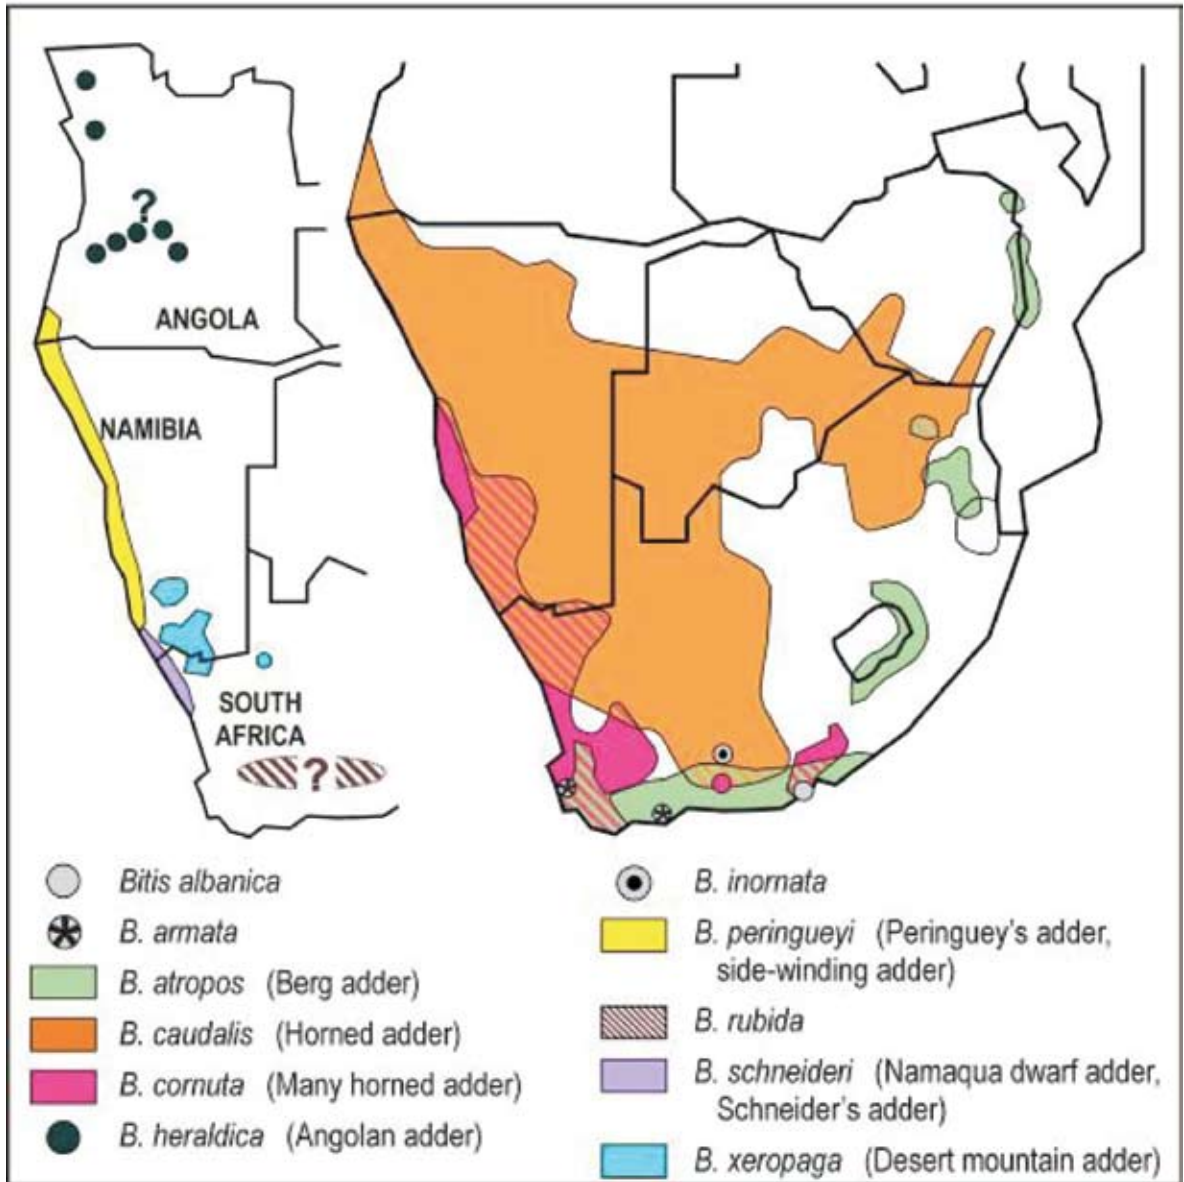 ?
ANGOLA
NAMIBIA
SOUTH
AFRICA
?
Bitis albanica
B. armata
B. atropos (Berg adder)
B. caudalis (Horned adder)
B. cornuta (Many horned adder)
B. heraldica (Angolan adder)
B. inornata
B. peringueyi (Peringuey's adder,
side-winding adder)
B. rubida
B. schneideri (Namaqua dwarf adder,
Schneider's adder)
B. xeropaga (Desert mountain adder)